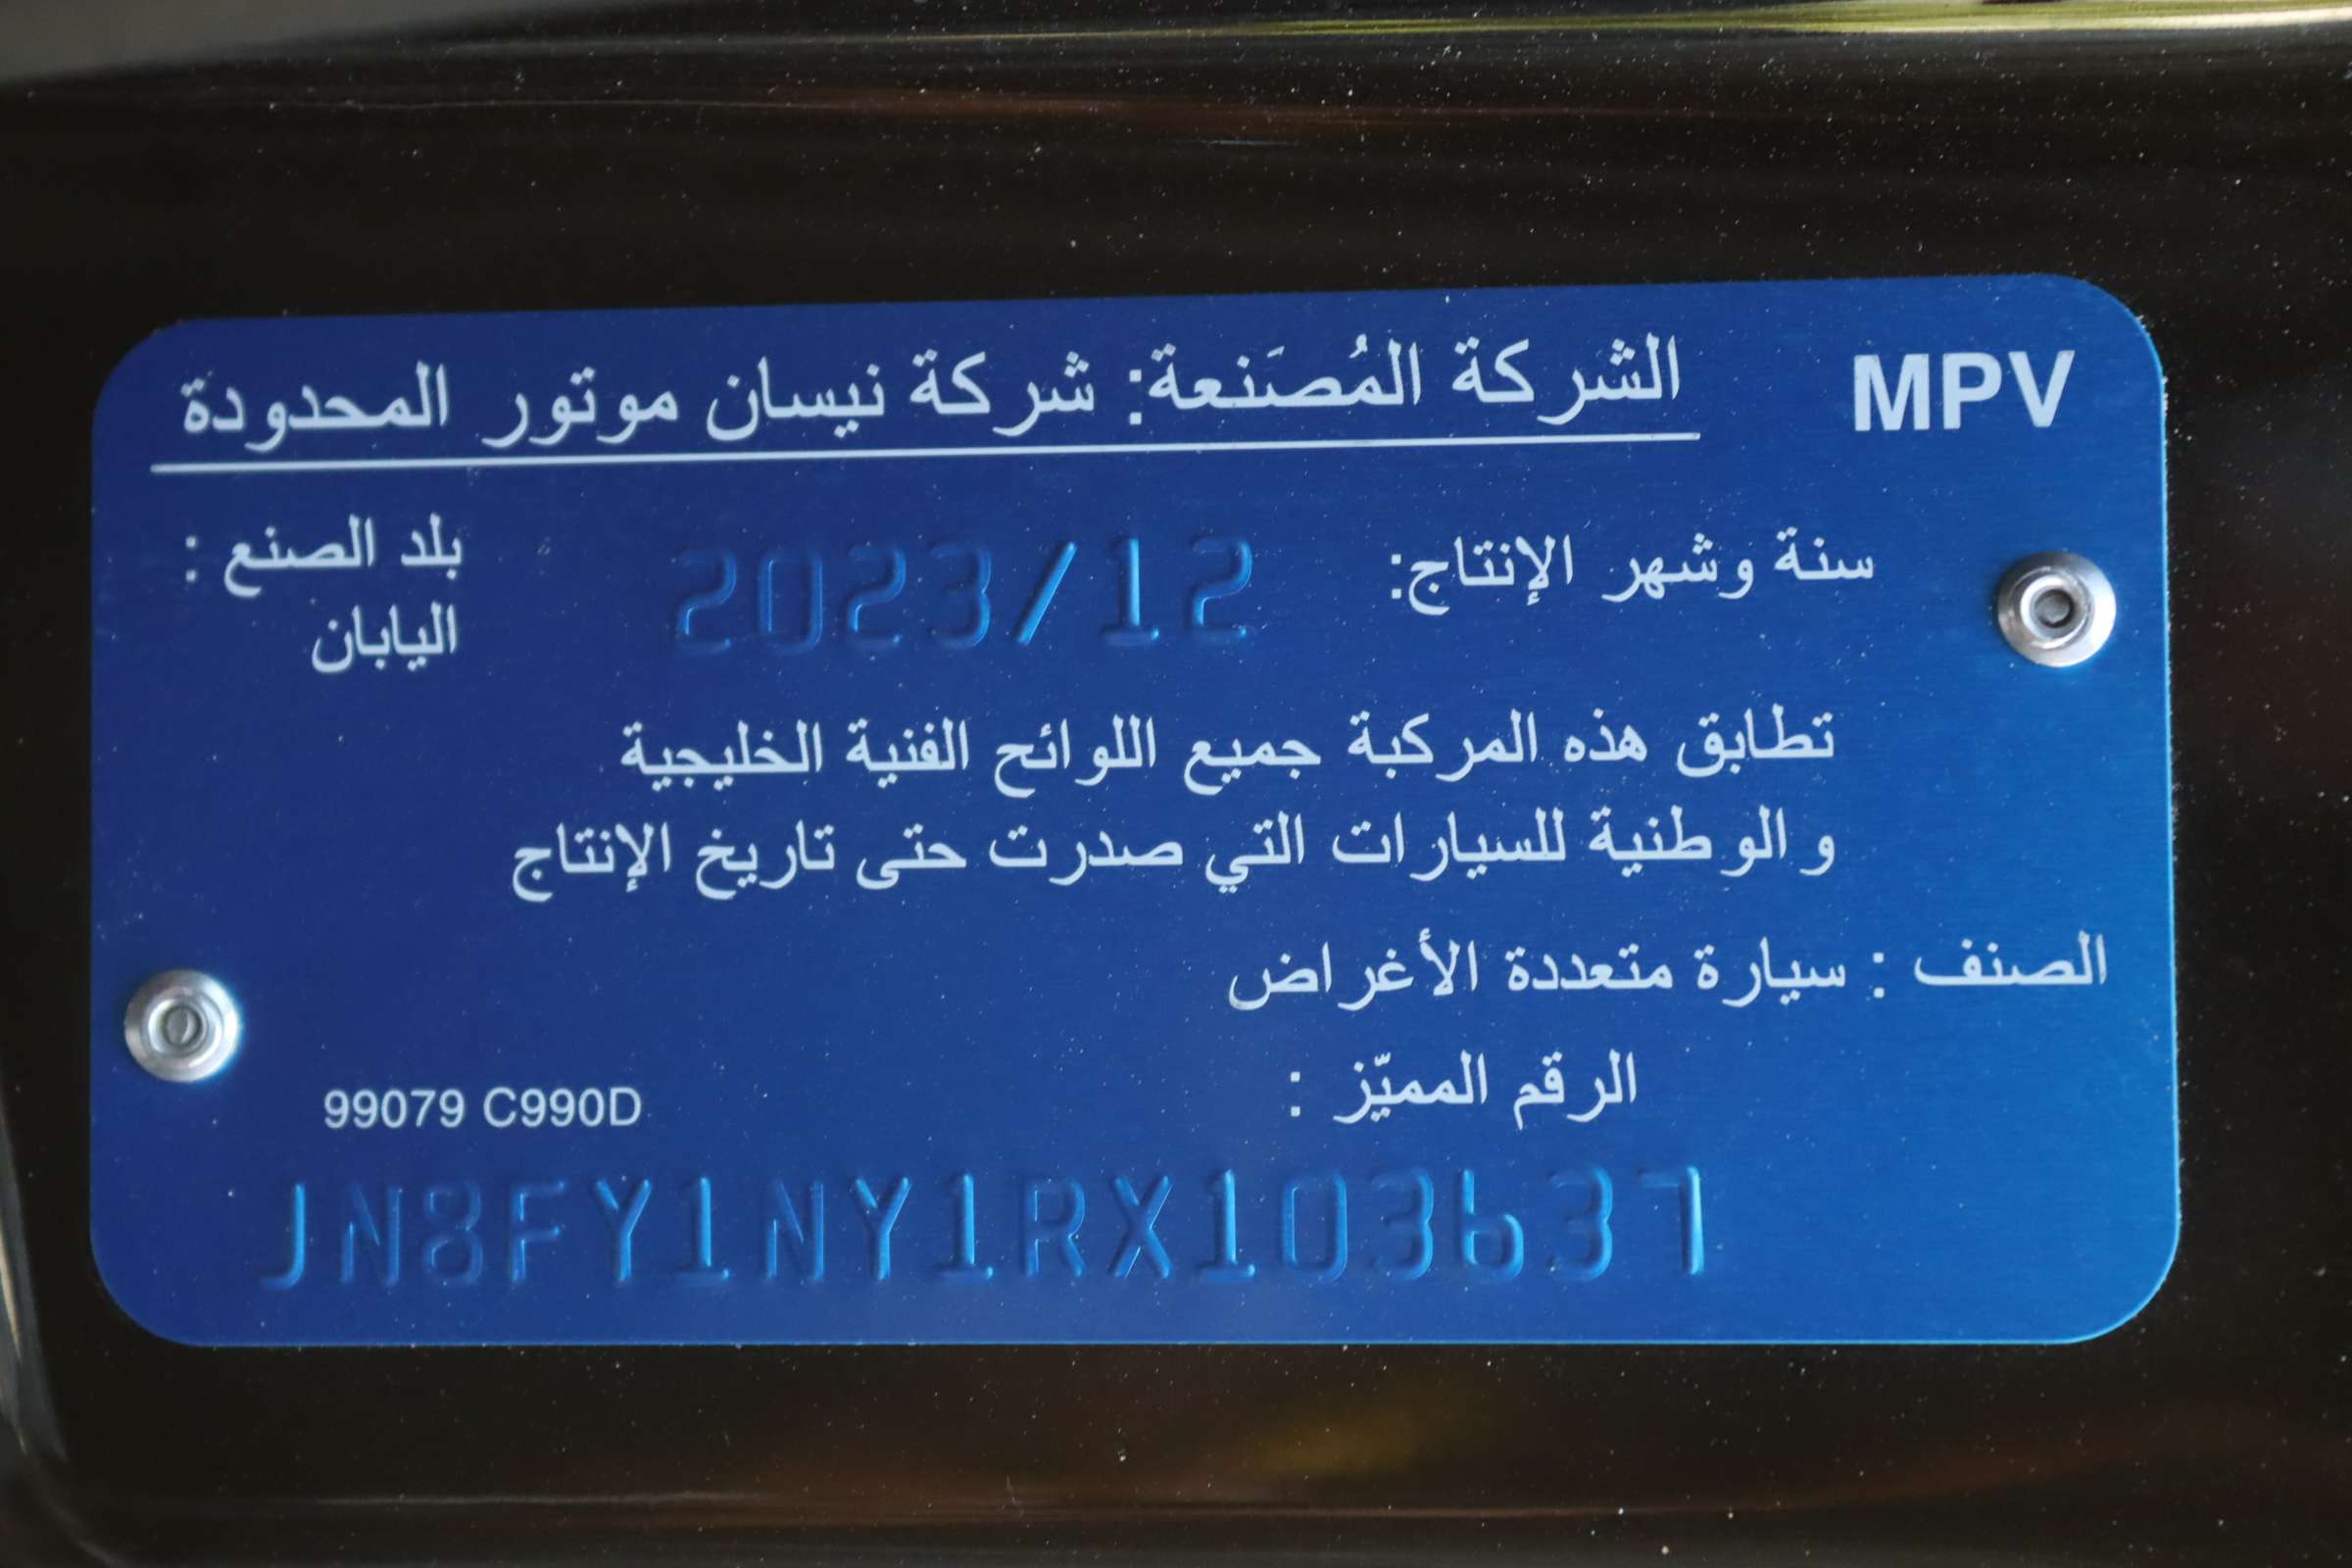 MPV الشركة المُصَنعة: شركة نيسان موتور المحدودة
سنة وشهر الإنتاج: 2023/12 بلد الصنع :
اليابان
تطابق هذه المركبة جميع اللوائح الفنية الخليجية
والوطنية للسيارات التي صدرت حتى تاريخ الإنتاج
الصنف : سيارة متعددة الأغراض
الرقم المميّز :
99079 C990D
JN8FY1NY1RX103637